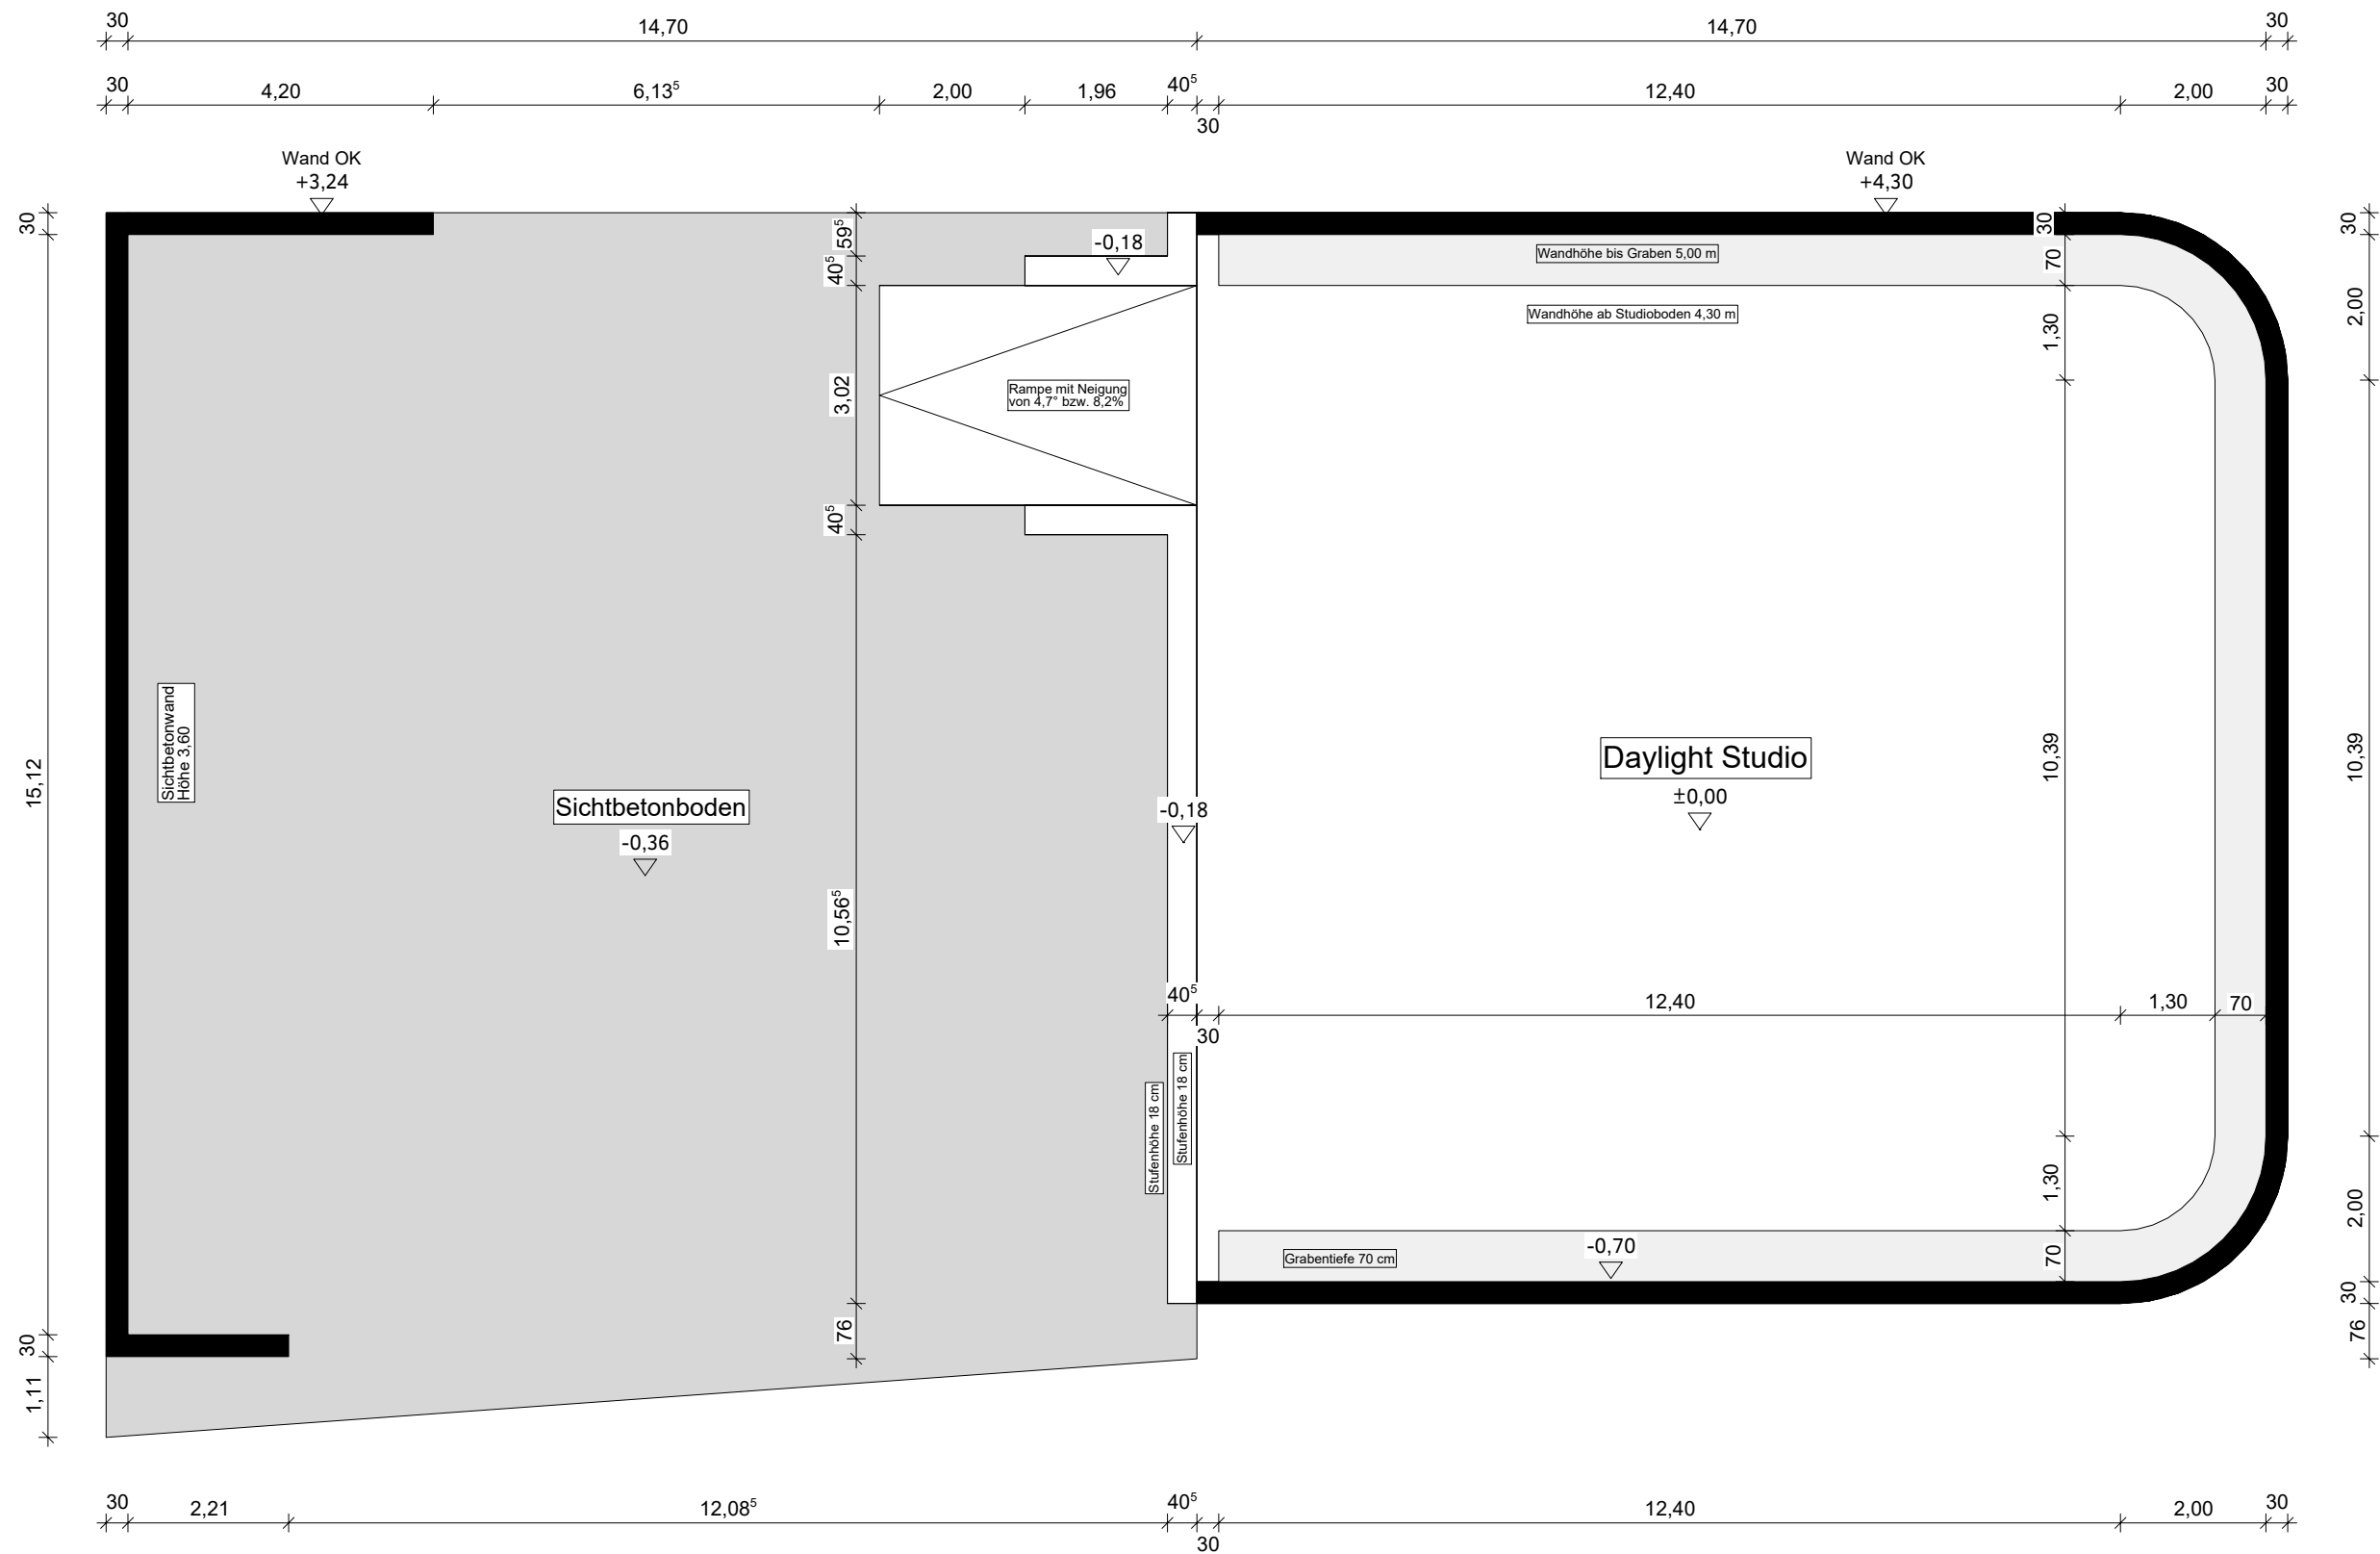 30 14,70 14,70 30
30 4,20 6,13⁵ 2,00 1,96 40⁵ 12,40 2,00 30
30
Wand OK
+3,24
Wand OK
+4,30
30
59⁵
-0,18
30
30
40⁵
Wandhöhe bis Graben 5,00 m
70
Wandhöhe ab Studioboden 4,30 m
1,30
2,00
3,02
Rampe mit Neigung
von 4,7° bzw. 8,2%
40⁵
Sichtbetonwand
Höhe 3,60
15,12
Sichtbetonboden
-0,36
-0,18
Daylight Studio
±0,00
10,39
10,39
10,56⁵
40⁵ 12,40 1,30 70
30
Stufenhöhe 18 cm
Stufenhöhe 18 cm
1,30
2,00
Grabentiefe 70 cm
-0,70
70
30
30
76
76
1,11
30 2,21 12,08⁵ 40⁵ 12,40 2,00 30
30